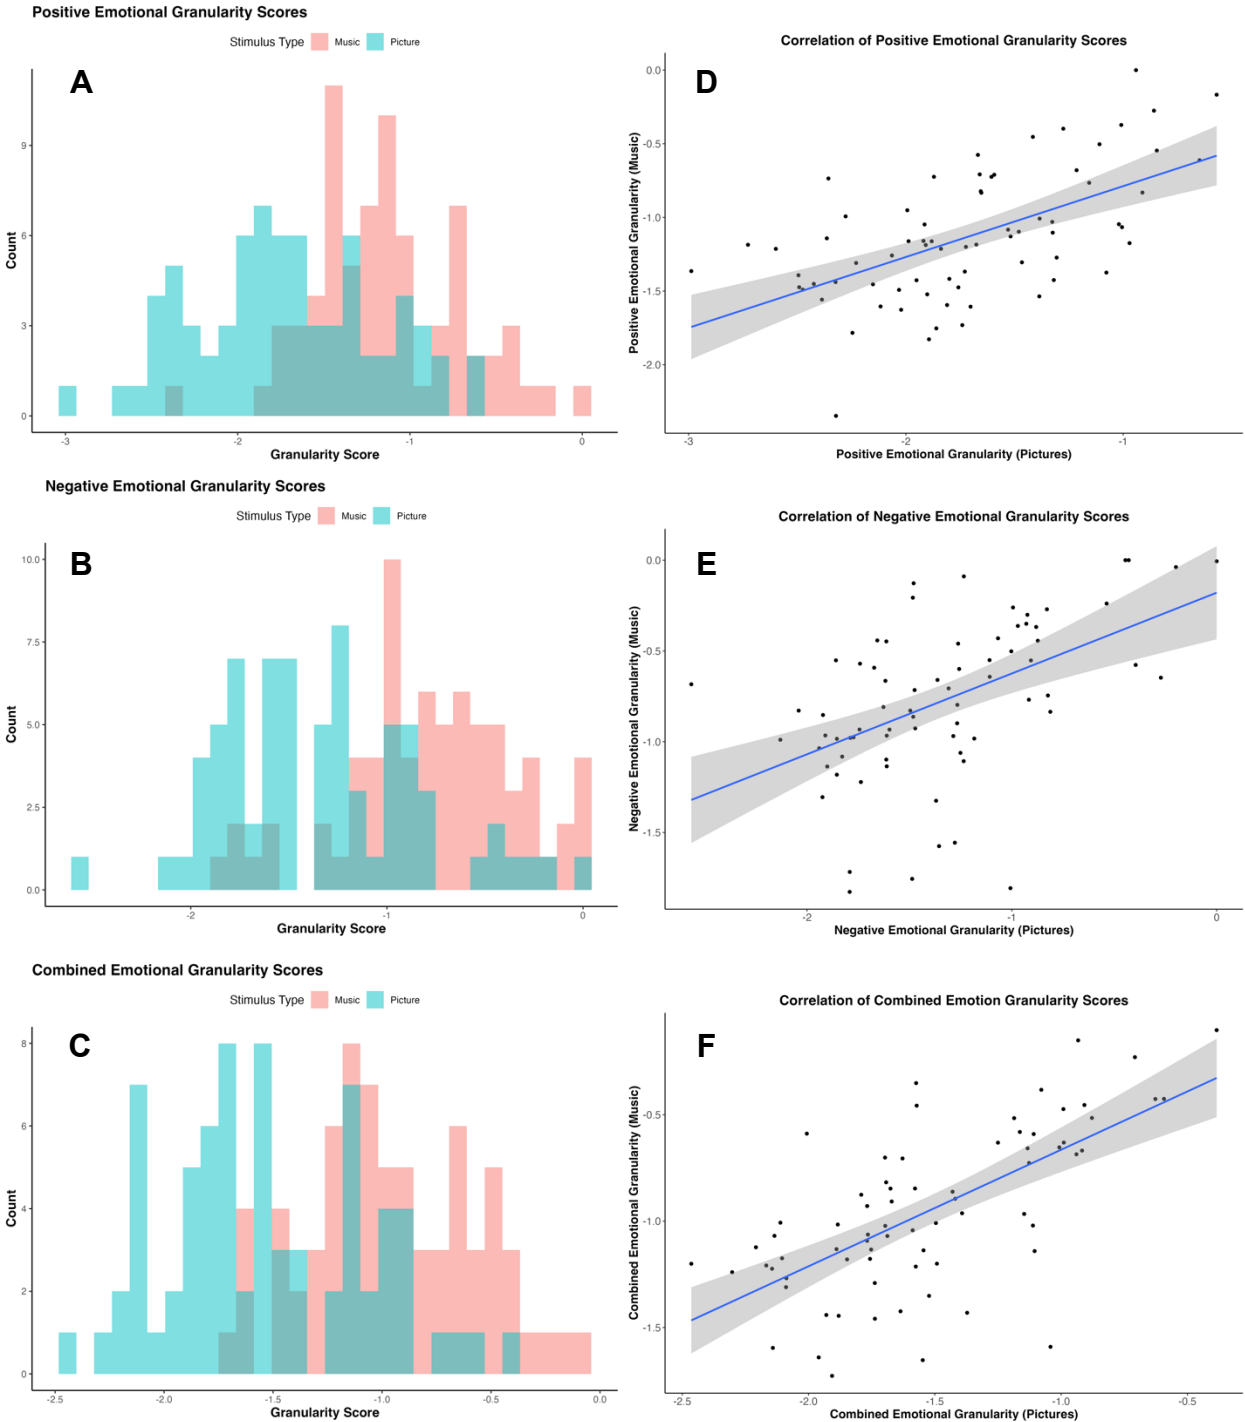 Positive Emotional Granularity Scores
Stimulus Type Music Picture
A
9
6
3
0
Count
-3 -2 -1 0
Granularity Score
Correlation of Positive Emotional Granularity Scores
D
0.0
-0.5
-1.0
-1.5
-2.0
Positive Emotional Granularity (Music)
-3 -2 -1
Positive Emotional Granularity (Pictures)
Negative Emotional Granularity Scores
Stimulus Type Music Picture
B
10.0
7.5
5.0
2.5
0.0
Count
-2 -1 0
Granularity Score
Correlation of Negative Emotional Granularity Scores
E
0.0
-0.5
-1.0
-1.5
Negative Emotional Granularity (Music)
-2 -1 0
Negative Emotional Granularity (Pictures)
Combined Emotional Granularity Scores
Stimulus Type Music Picture
C
8
6
4
2
0
Count
-2.5 -2.0 -1.5 -1.0 -0.5 0.0
Granularity Score
Correlation of Combined Emotion Granularity Scores
F
-0.5
-1.0
-1.5
Combined Emotional Granularity (Music)
-2.5 -2.0 -1.5 -1.0 -0.5
Combined Emotional Granularity (Pictures)